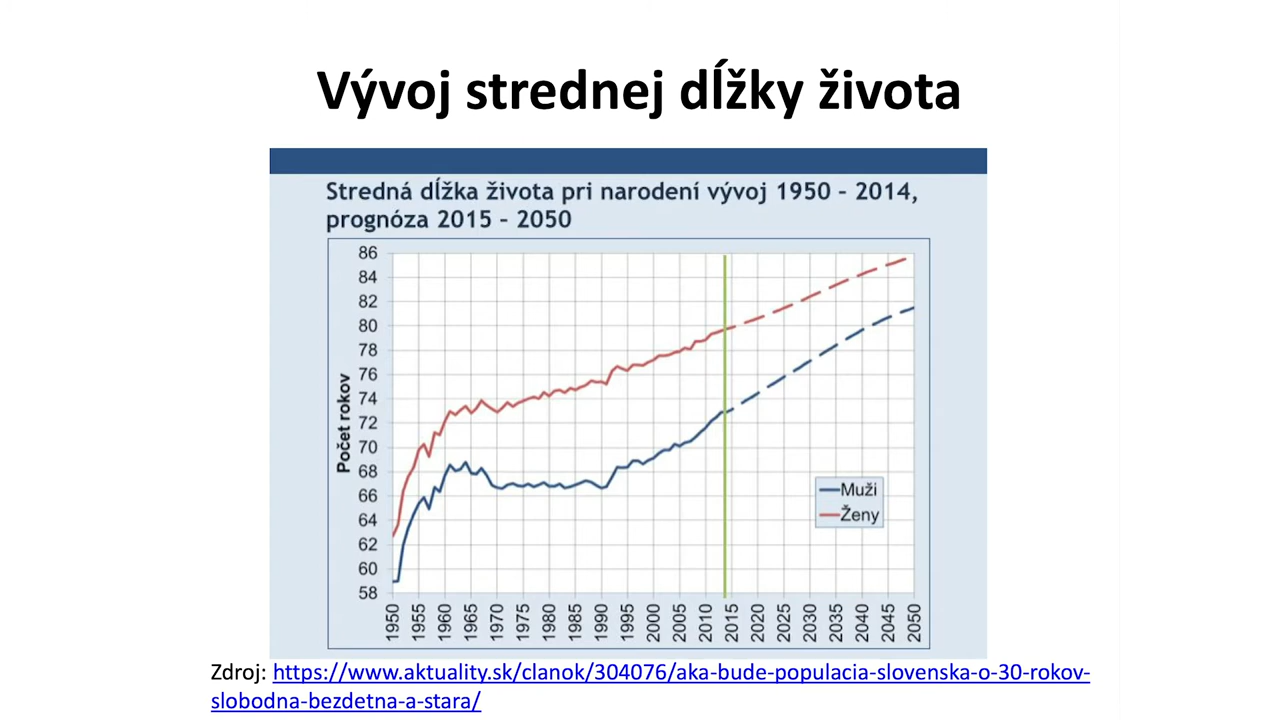 Vývoj strednej dĺžky života
Stredná dĺžka života pri narodení vývoj 1950 - 2014,
prognóza 2015 - 2050
Počet rokov
86
84
82
80
78
76
74
72
70
68
66
64
62
60
58
Muži
Ženy
1950 1955 1960 1965 1970 1975 1980 1985 1990 1995 2000 2005 2010 2015 2020 2025 2030 2035 2040 2045 2050
Zdroj: https://www.aktuality.sk/clanok/304076/aka-bude-populacia-slovenska-o-30-rokov-
slobodna-bezdetna-a-stara/